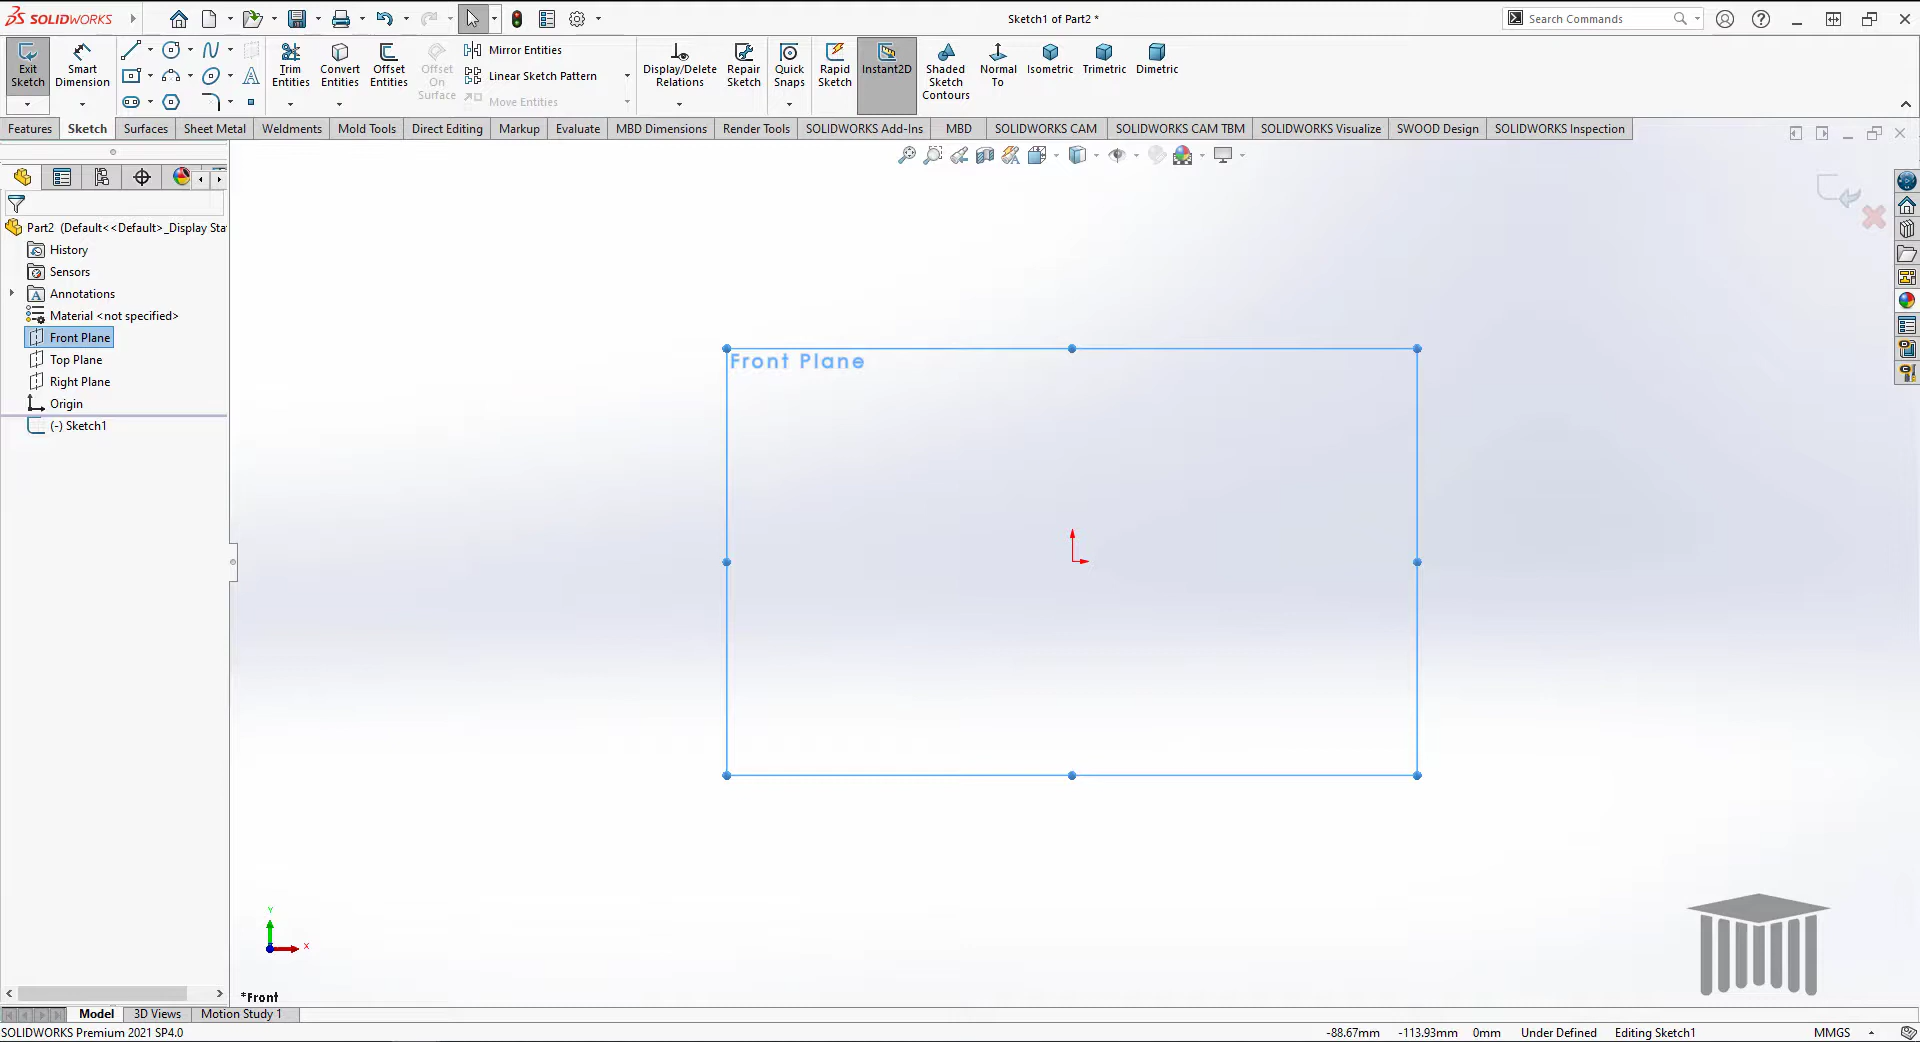 SOLIDWORKS
Sketch1 of Part2 *
Search Commands
Exit Sketch
Smart Dimension
Trim Entities
Convert Entities
Offset Entities
Offset On Surface
Mirror Entities
Linear Sketch Pattern
Move Entities
Display/Delete Relations
Repair Sketch
Quick Snaps
Rapid Sketch
Instant2D
Shaded Sketch Contours
Normal To
Isometric
Trimetric
Dimetric
Features
Sketch
Surfaces
Sheet Metal
Weldments
Mold Tools
Direct Editing
Markup
Evaluate
MBD Dimensions
Render Tools
SOLIDWORKS Add-Ins
MBD
SOLIDWORKS CAM
SOLIDWORKS CAM TBM
SOLIDWORKS Visualize
SWOOD Design
SOLIDWORKS Inspection
Part2 (Default<<Default>_Display Sta
History
Sensors
Annotations
Material <not specified>
Front Plane
Top Plane
Right Plane
Origin
(-) Sketch1
Front Plane
Y
X
*Front
Model
3D Views
Motion Study 1
SOLIDWORKS Premium 2021 SP4.0
-88.67mm
-113.93mm
0mm
Under Defined
Editing Sketch1
MMGS